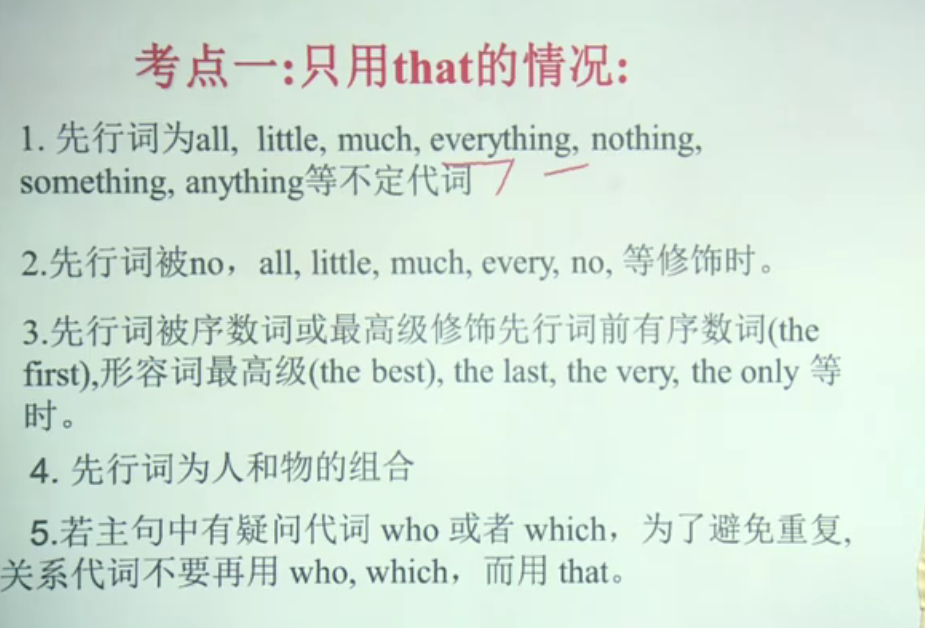 考点一:只用that的情况:
1. 先行词为all, little, much, everything, nothing,
something, anything等不定代词
2.先行词被no，all, little, much, every, no, 等修饰时。
3.先行词被序数词或最高级修饰先行词前有序数词(the
first),形容词最高级(the best), the last, the very, the only 等
时。
4. 先行词为人和物的组合
5.若主句中有疑问代词 who 或者 which，为了避免重复,
关系代词不要再用 who, which，而用 that。